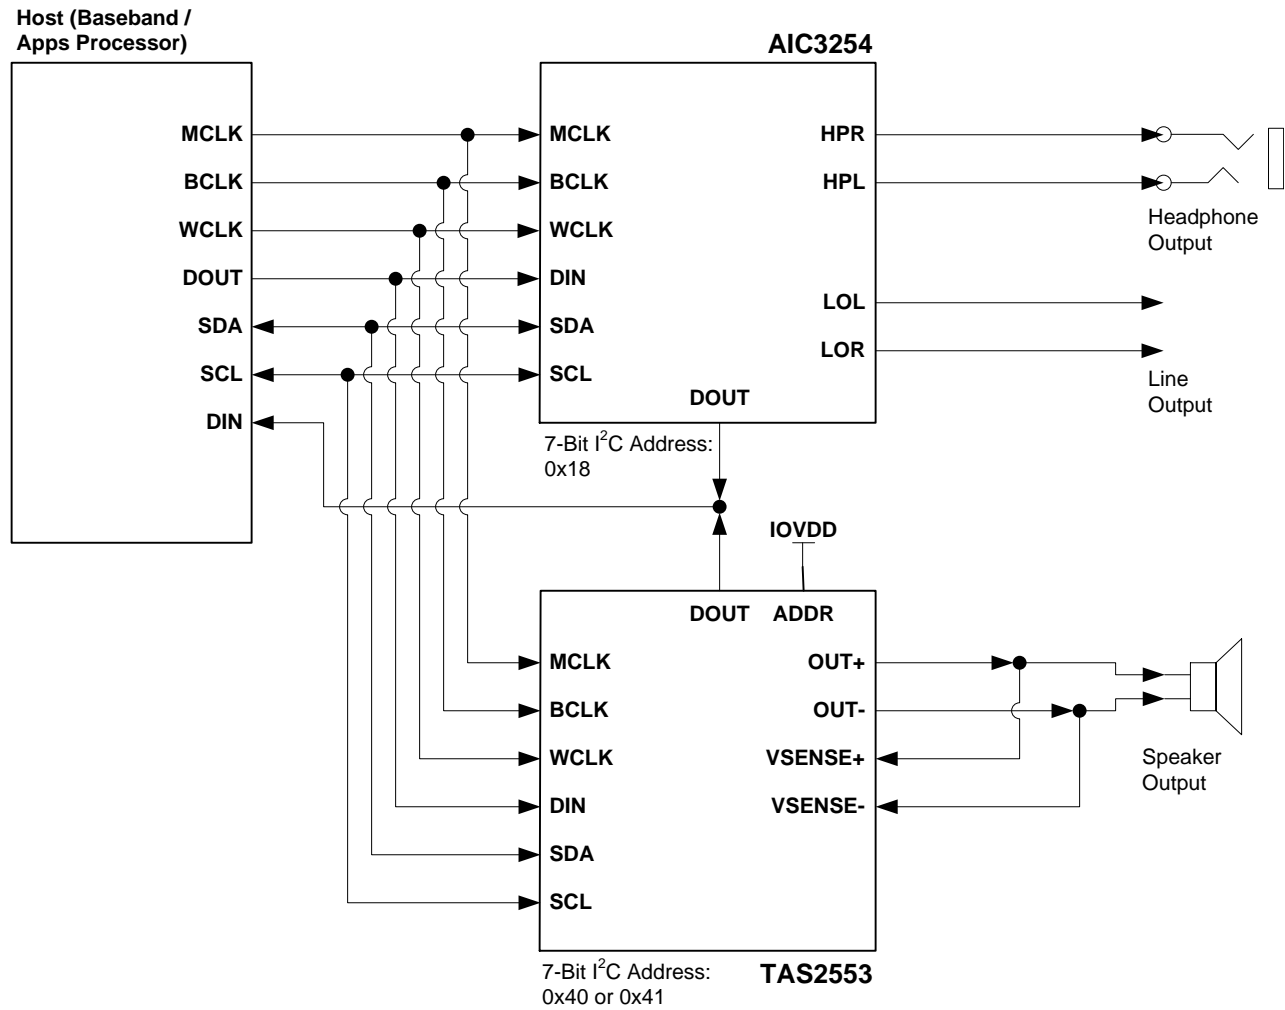 Host (Baseband /
Apps Processor)
MCLK
BCLK
WCLK
DOUT
SDA
SCL
DIN
AIC3254
MCLK
BCLK
WCLK
DIN
SDA
SCL
DOUT
HPR
HPL
LOL
LOR
7-Bit I²C Address:
0x18
Headphone
Output
Line
Output
IOVDD
DOUT ADDR
MCLK
BCLK
WCLK
DIN
SDA
SCL
OUT+
OUT-
VSENSE+
VSENSE-
Speaker
Output
7-Bit I²C Address:
0x40 or 0x41
TAS2553